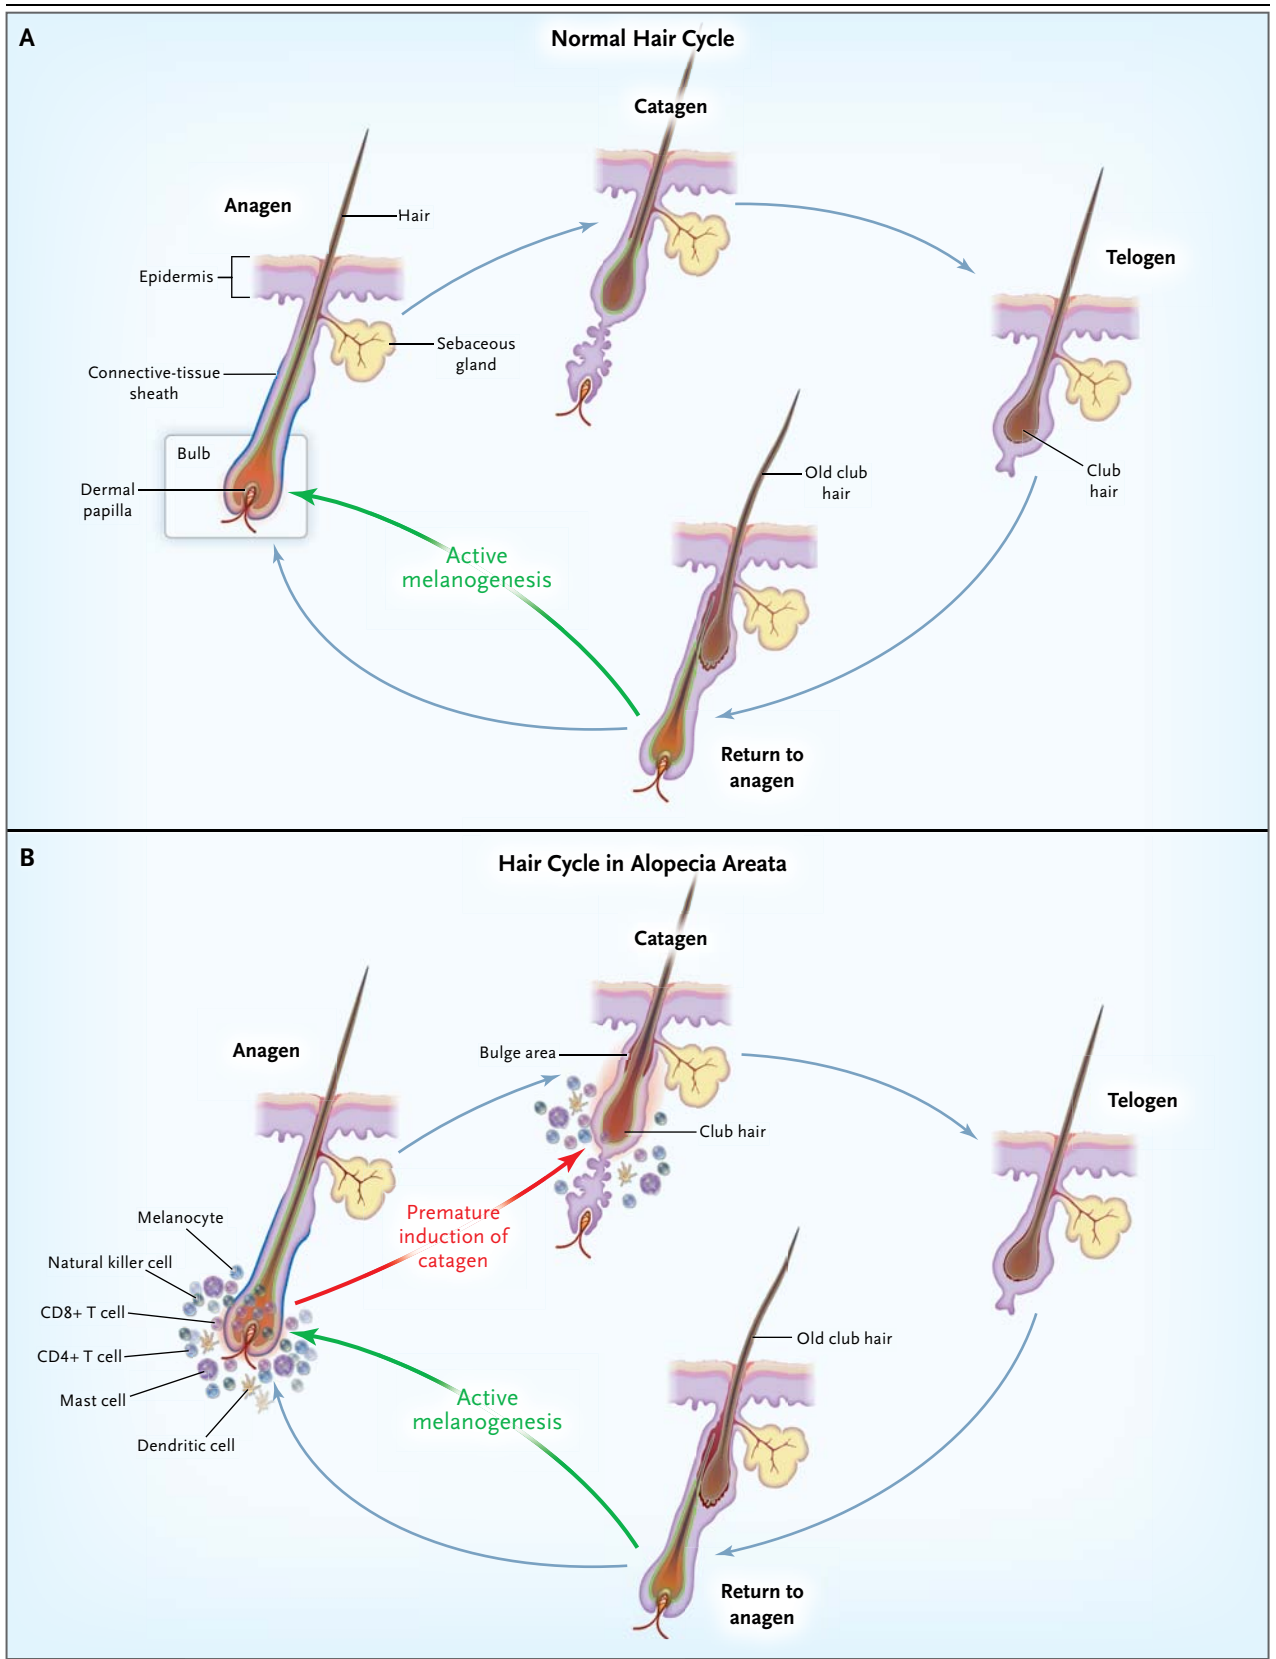 A
Normal Hair Cycle
Catagen
Anagen
Hair
Telogen
Epidermis
Sebaceous
gland
Connective-tissue
sheath
Bulb
Dermal
papilla
Old club
hair
Club
hair
Active
melanogenesis
Return to
anagen
B
Hair Cycle in Alopecia Areata
Catagen
Anagen
Bulge area
Telogen
Club hair
Premature
induction of
catagen
Melanocyte
Natural killer cell
CD8+ T cell
CD4+ T cell
Mast cell
Dendritic cell
Old club hair
Active
melanogenesis
Return to
anagen